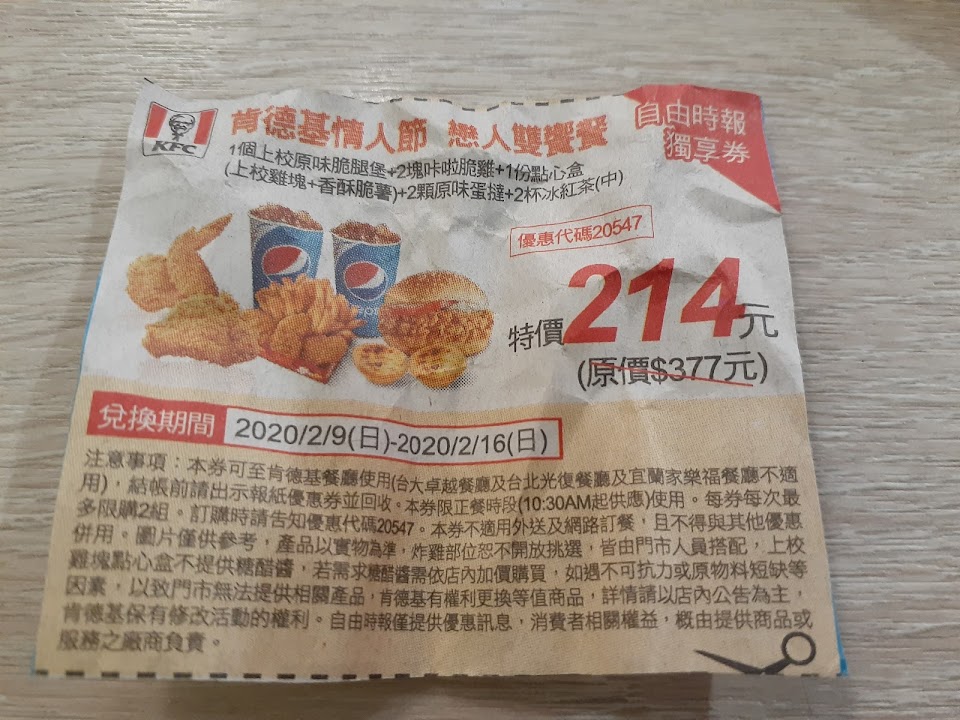 KFC
肯德基情人節 戀人雙饗餐
自由時報
獨享券
1個上校原味脆腿堡+2塊咔啦脆雞+1份點心盒
(上校雞塊+香酥脆薯)+2顆原味蛋撻+2杯冰紅茶(中)
優惠代碼20547
特價214元
(原價$377元)
兌換期間 2020/2/9(日)-2020/2/16(日)
注意事項：本券可至肯德基餐廳使用(台大卓越餐廳及台北光復餐廳及宜蘭家樂福餐廳不適
用)，結帳前請出示報紙優惠券並回收。本券限正餐時段(10:30AM起供應)使用。每券每次最
多限購2組。訂購時請告知優惠代碼20547。本券不適用外送及網路訂餐，且不得與其他優惠
併用。圖片僅供參考，產品以實物為準，炸雞部位恕不開放挑選，皆由門市人員搭配，上校
雞塊點心盒不提供糖醋醬，若需求糖醋醬需依店內加價購買，如遇不可抗力或原物料短缺等
因素，以致門市無法提供相關產品，肯德基有權利更換等值商品，詳情請以店內公告為主，
肯德基保有修改活動的權利。自由時報僅提供優惠訊息，消費者相關權益，概由提供商品或
服務之廠商負責。